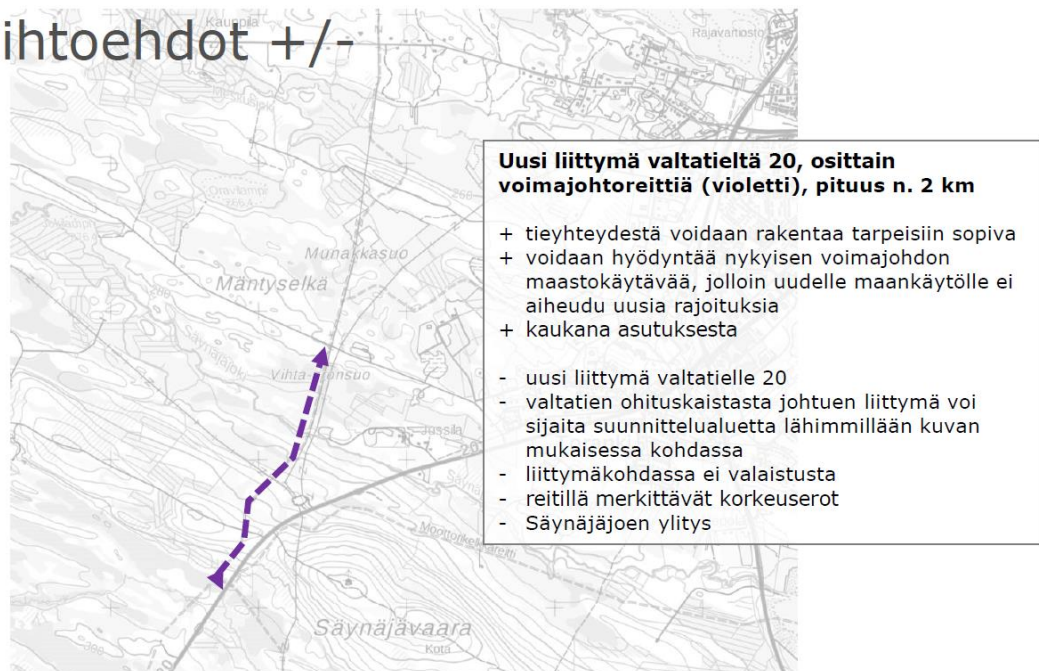 ihtoehdot +/-
Kauppila
Rajavartiosto
Munakkasuo
Mäntyselkä
Säynäjäjoki
Jussila
20
Moottorikelkkareitti
Säynäjävaara
Kota
Uusi liittymä valtatieltä 20, osittain
voimajohtoreittiä (violetti), pituus n. 2 km
+ tieyhteydestä voidaan rakentaa tarpeisiin sopiva
+ voidaan hyödyntää nykyisen voimajohdon
maastokäytävää, jolloin uudelle maankäytölle ei
aiheudu uusia rajoituksia
+ kaukana asutuksesta
- uusi liittymä valtatielle 20
- valtatien ohituskaistasta johtuen liittymä voi
sijaita suunnittelualuetta lähimmillään kuvan
mukaisessa kohdassa
- liittymäkohdassa ei valaistusta
- reitillä merkittävät korkeuserot
- Säynäjäjoen ylitys